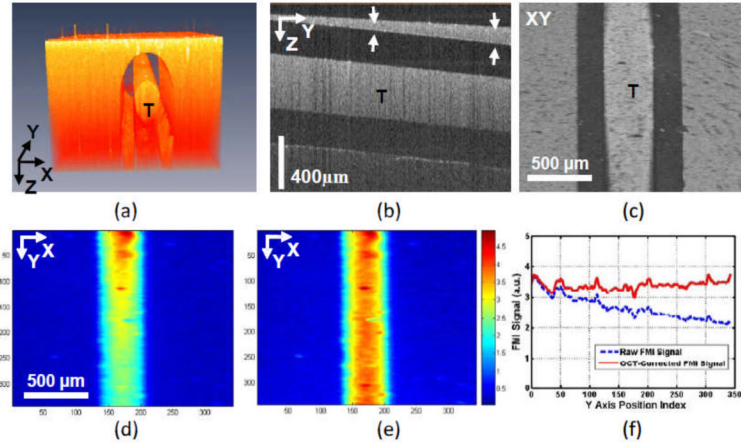 T
Y
X
Z
(a)
Y
Z
T
400µm
(b)
XY
T
500 µm
(c)
X
Y
50
100
150
200
250
300
500 µm
50 100 150 200 250 300
(d)
X
Y
50
100
150
200
250
300
50 100 150 200 250 300
4.5
4
3.5
3
2.5
2
1.5
1
0.5
(e)
FMI Signal (a.u.)
5
4
3
2
1
0
0 50 100 150 200 250 300 350
Y Axis Position Index
Raw FMI Signal
OCT-Corrected FMI Signal
(f)